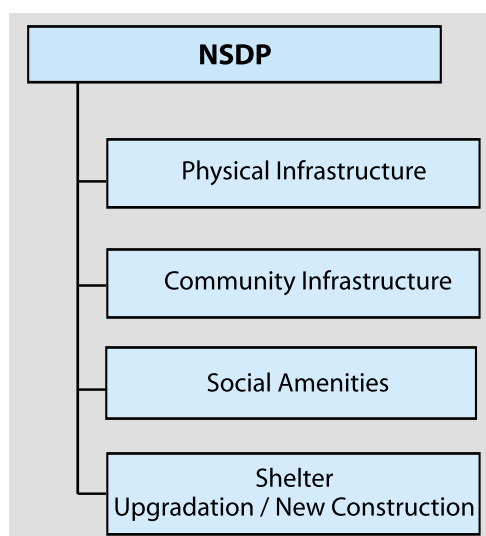 NSDP
Physical Infrastructure
Community Infrastructure
Social Amenities
Shelter
Upgradation / New Construction